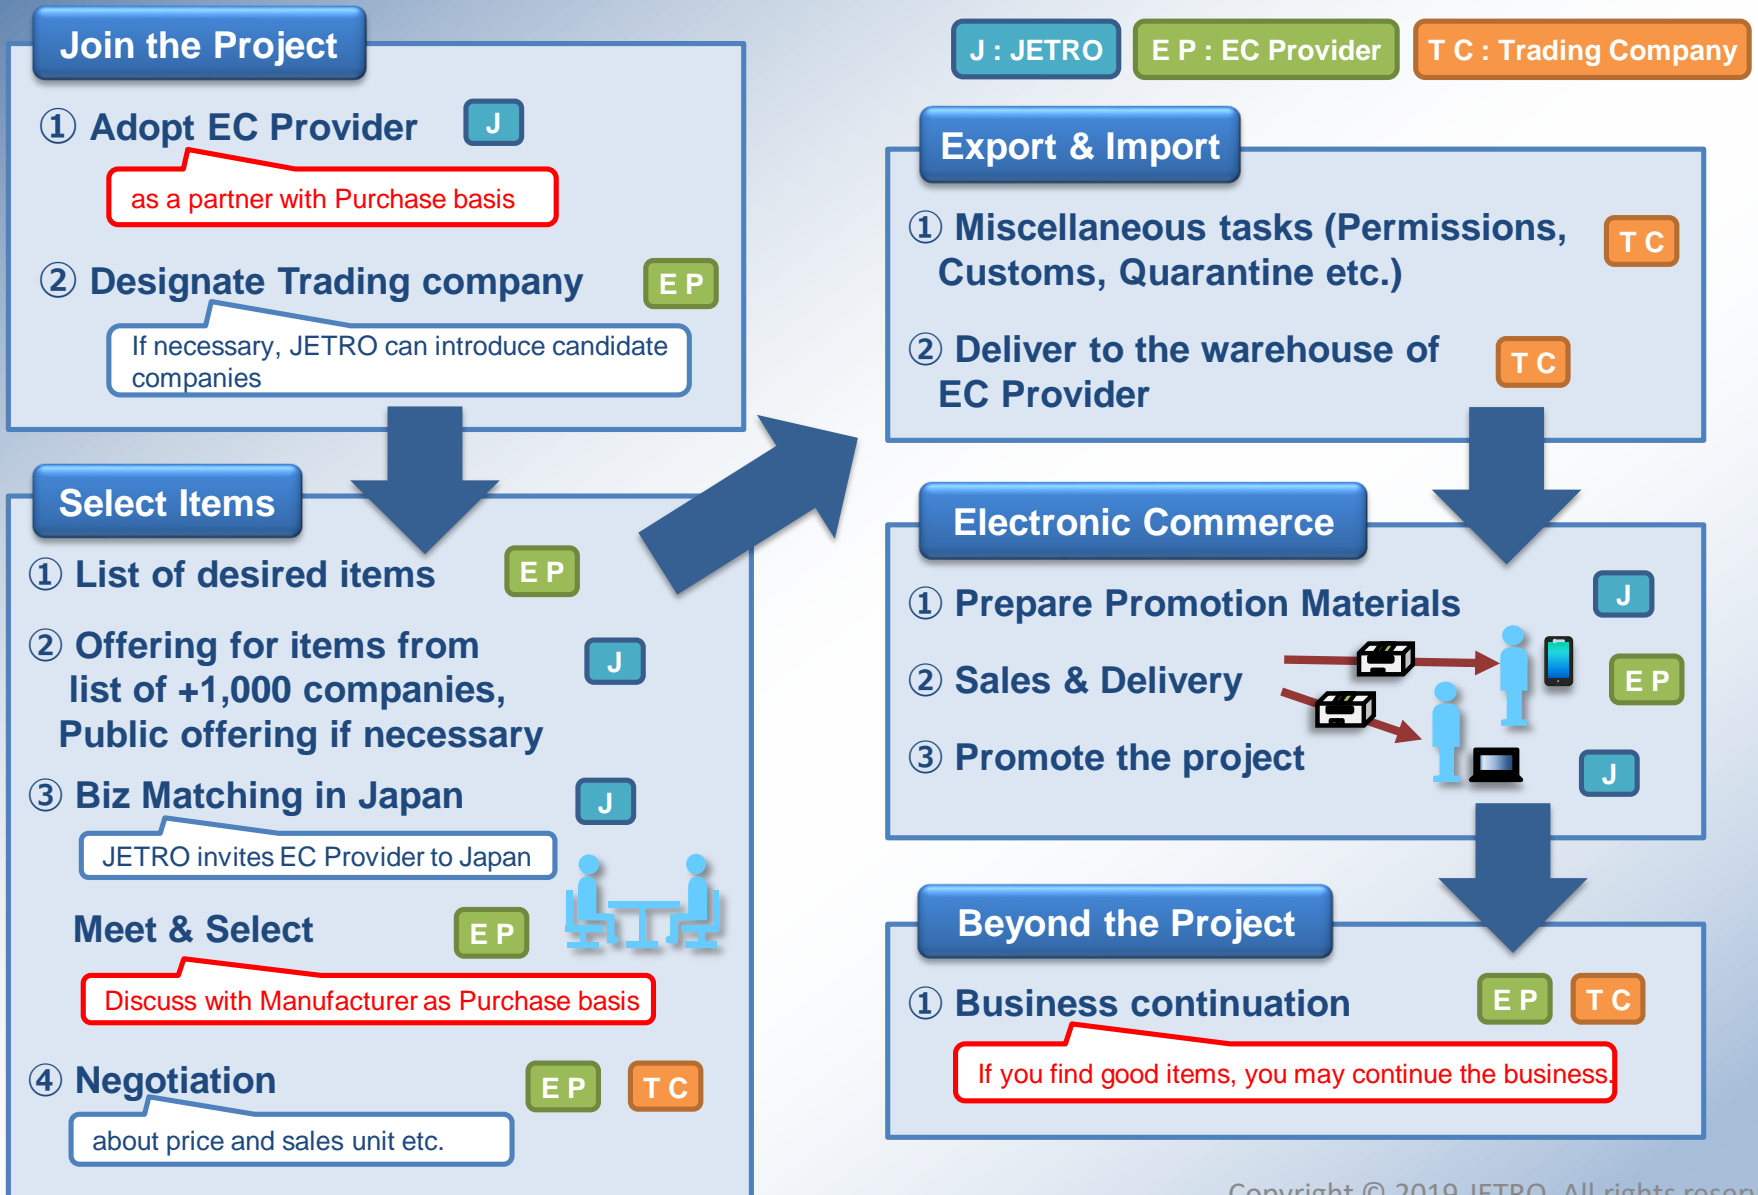 Join the Project
① Adopt EC Provider
J
as a partner with Purchase basis
② Designate Trading company
E P
If necessary, JETRO can introduce candidate
companies
Select Items
① List of desired items
E P
② Offering for items from
list of +1,000 companies,
Public offering if necessary
J
③ Biz Matching in Japan
J
JETRO invites EC Provider to Japan
Meet & Select
E P
Discuss with Manufacturer as Purchase basis
④ Negotiation
E P
T C
about price and sales unit etc.
J : JETRO
E P : EC Provider
T C : Trading Company
Export & Import
① Miscellaneous tasks (Permissions,
Customs, Quarantine etc.)
T C
② Deliver to the warehouse of
EC Provider
T C
Electronic Commerce
① Prepare Promotion Materials
J
② Sales & Delivery
E P
③ Promote the project
J
Beyond the Project
① Business continuation
E P
T C
If you find good items, you may continue the business.
Copyright © 2019 JETRO. All rights reserv